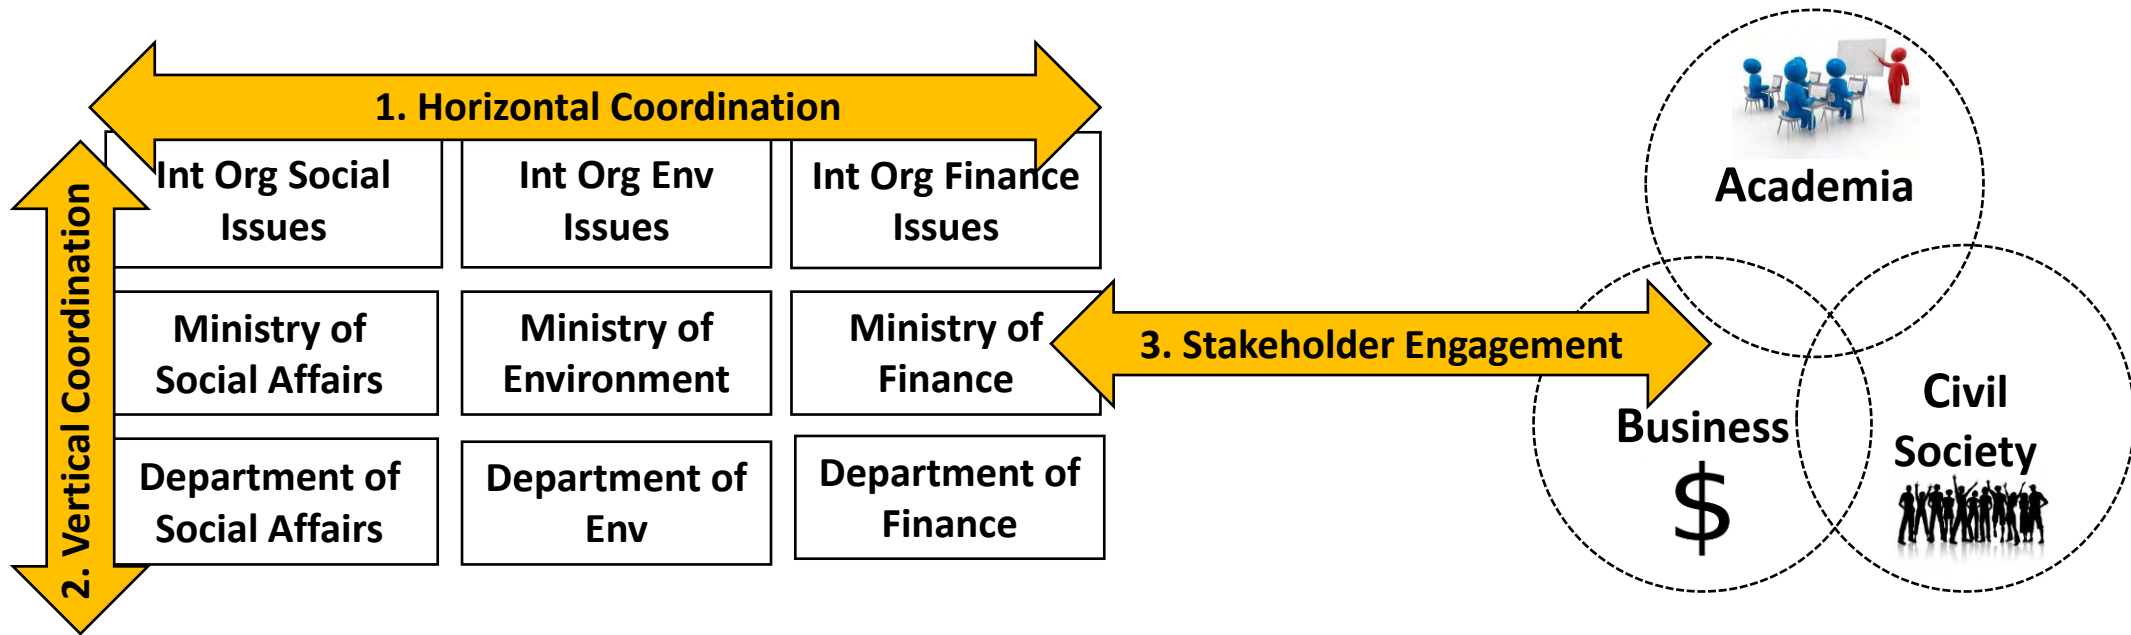 1. Horizontal Coordination
2. Vertical Coordination
Int Org Social
Issues
Int Org Env
Issues
Int Org Finance
Issues
Ministry of
Social Affairs
Ministry of
Environment
Ministry of
Finance
Department of
Social Affairs
Department of
Env
Department of
Finance
3. Stakeholder Engagement
Academia
Business
$
Civil
Society